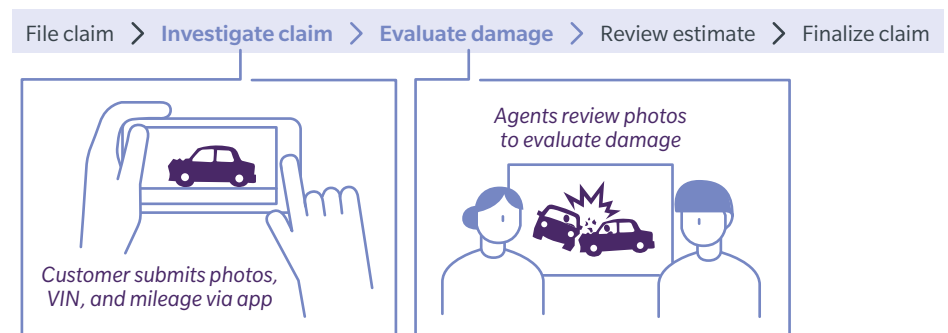 File claim > Investigate claim > Evaluate damage > Review estimate > Finalize claim
Customer submits photos,
VIN, and mileage via app
Agents review photos
to evaluate damage